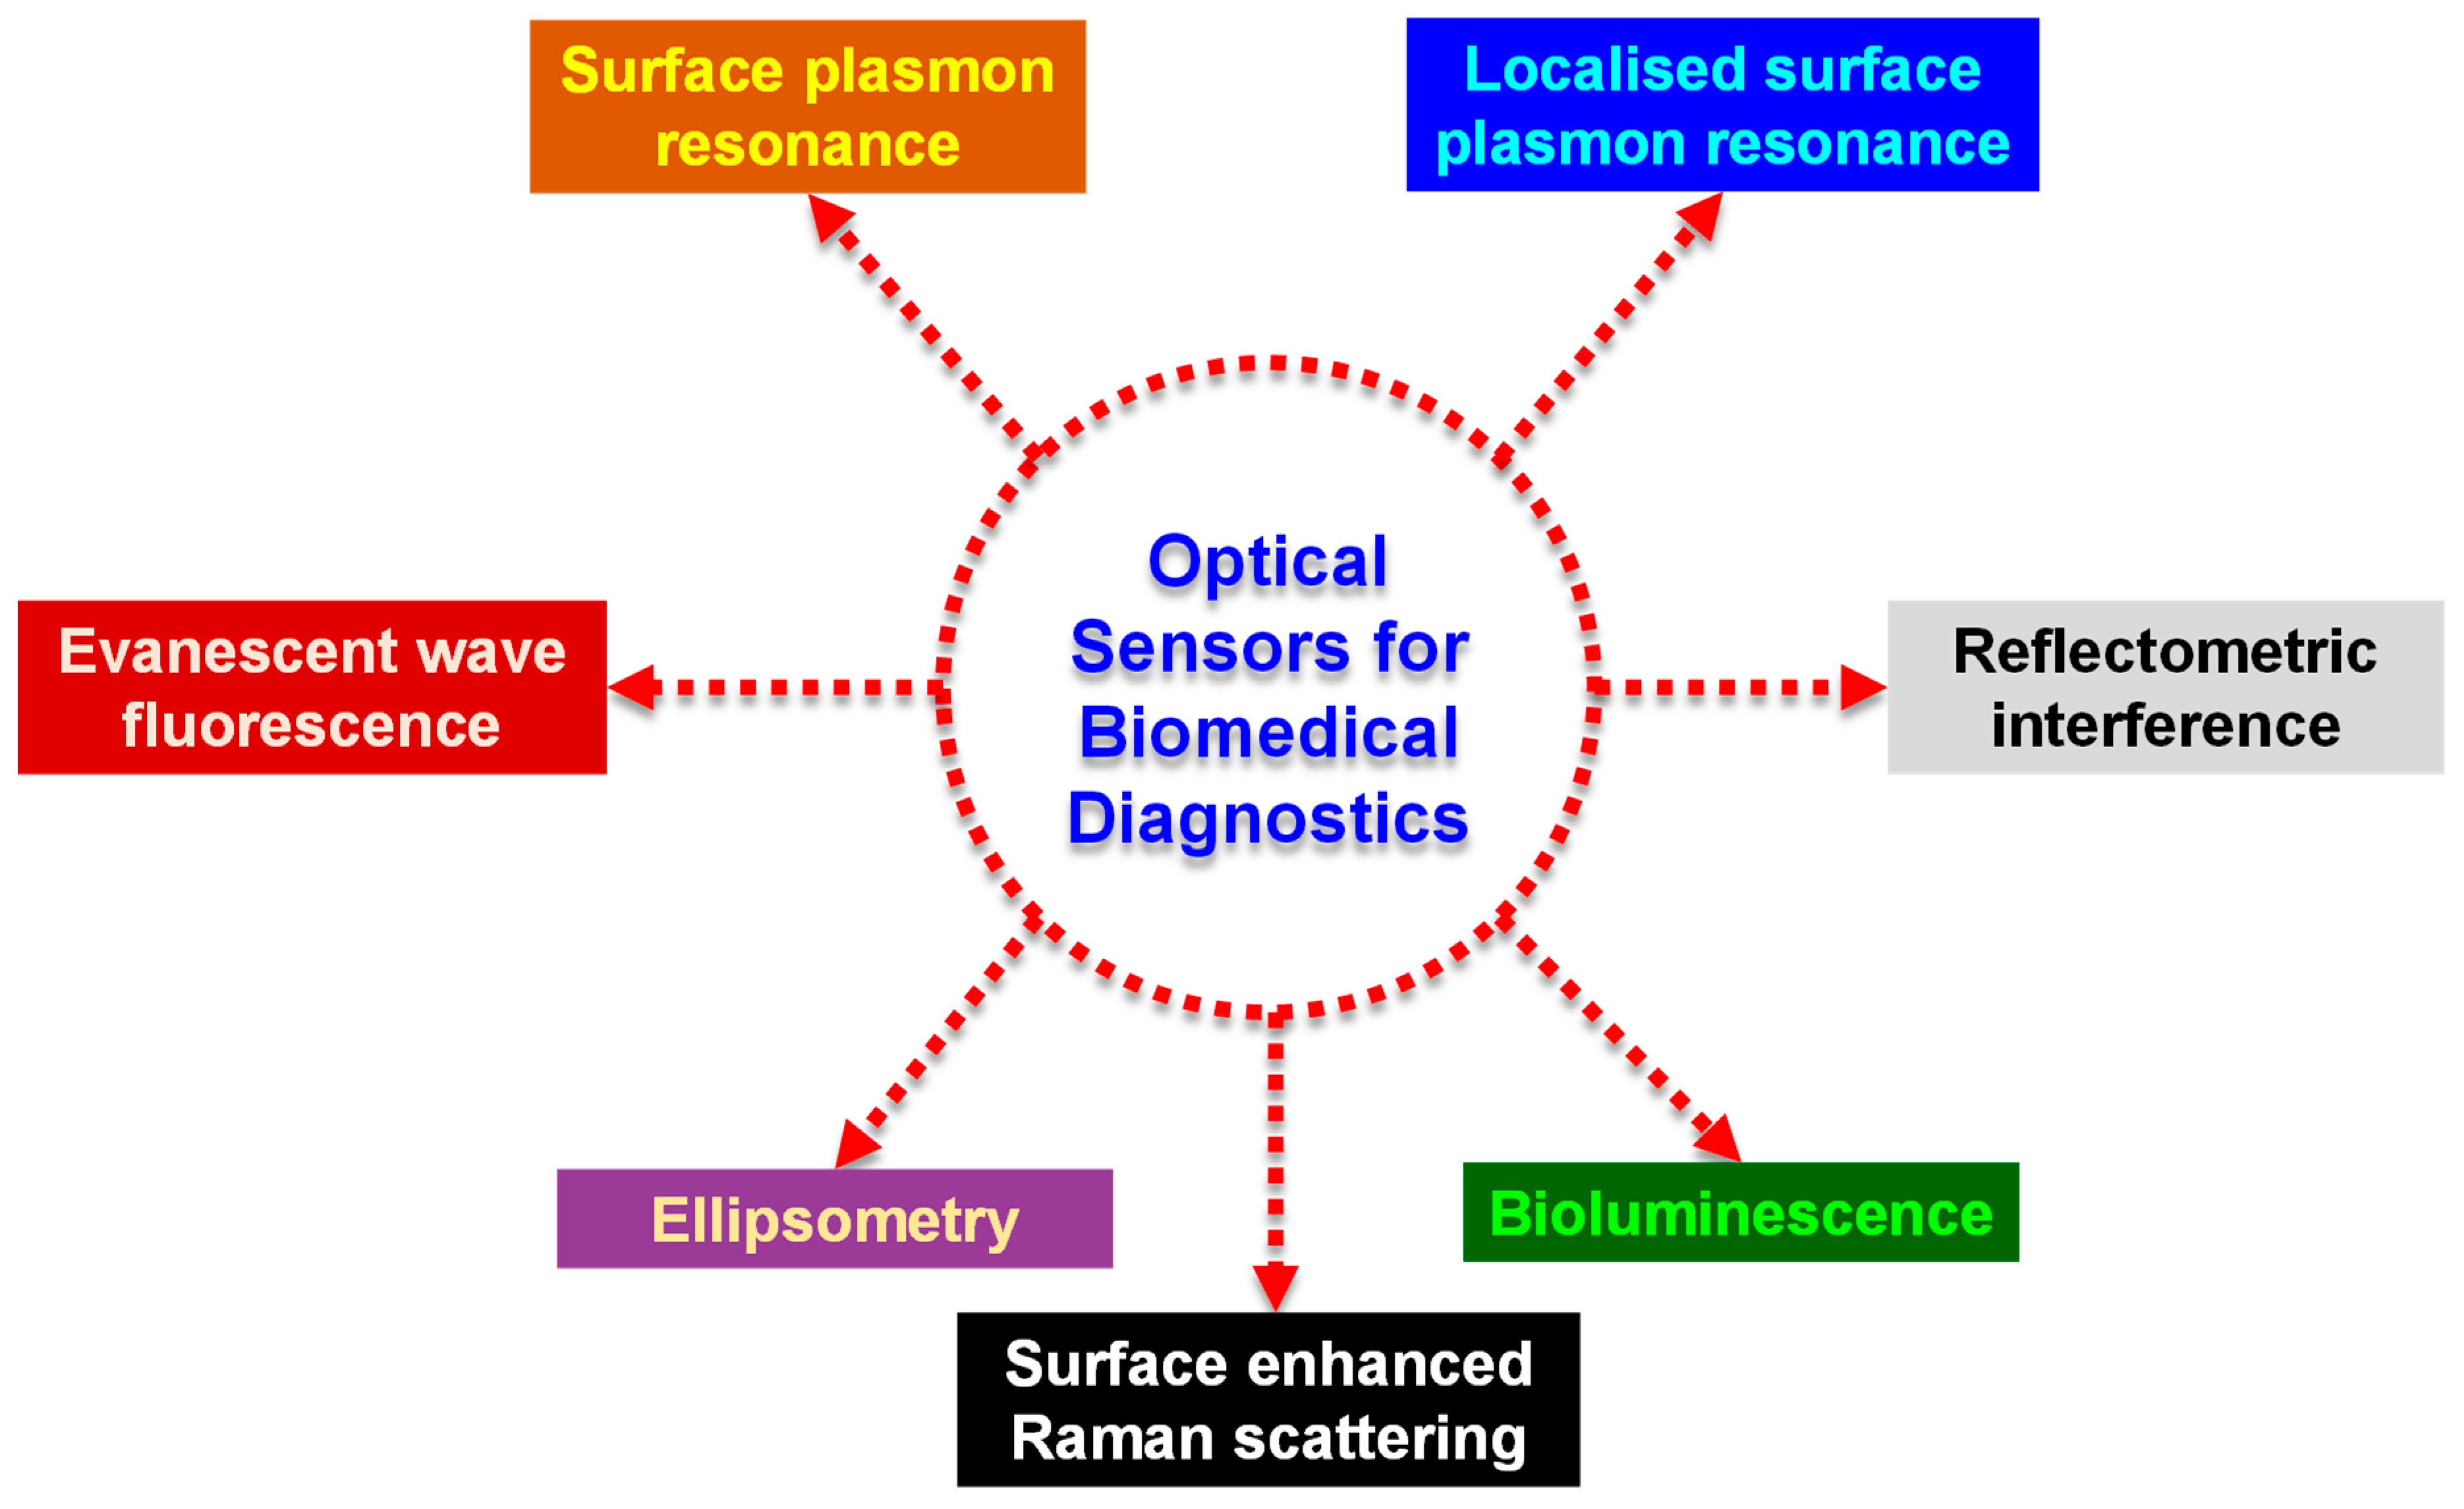 Surface plasmon
resonance
Localised surface
plasmon resonance
Optical
Sensors for
Biomedical
Diagnostics
Evanescent wave
fluorescence
Reflectometric
interference
Ellipsometry
Bioluminescence
Surface enhanced
Raman scattering